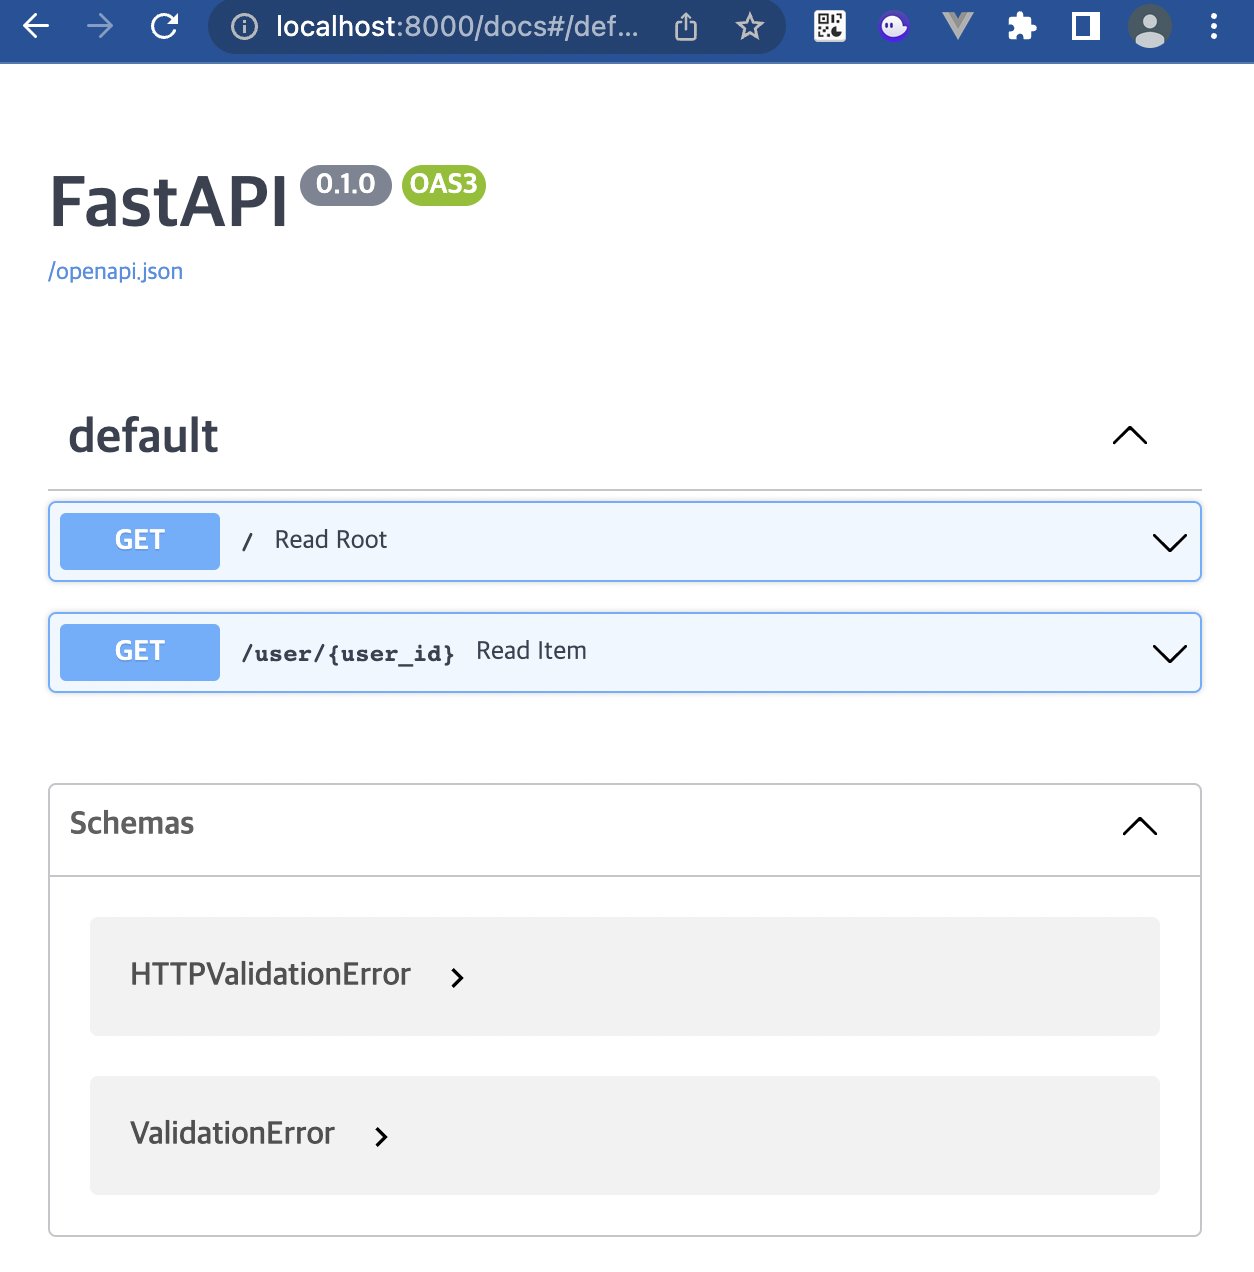 localhost:8000/docs#/def...
FastAPI 0.1.0 OAS3
/openapi.json
default
GET / Read Root
GET /user/{user_id} Read Item
Schemas
HTTPValidationError
ValidationError